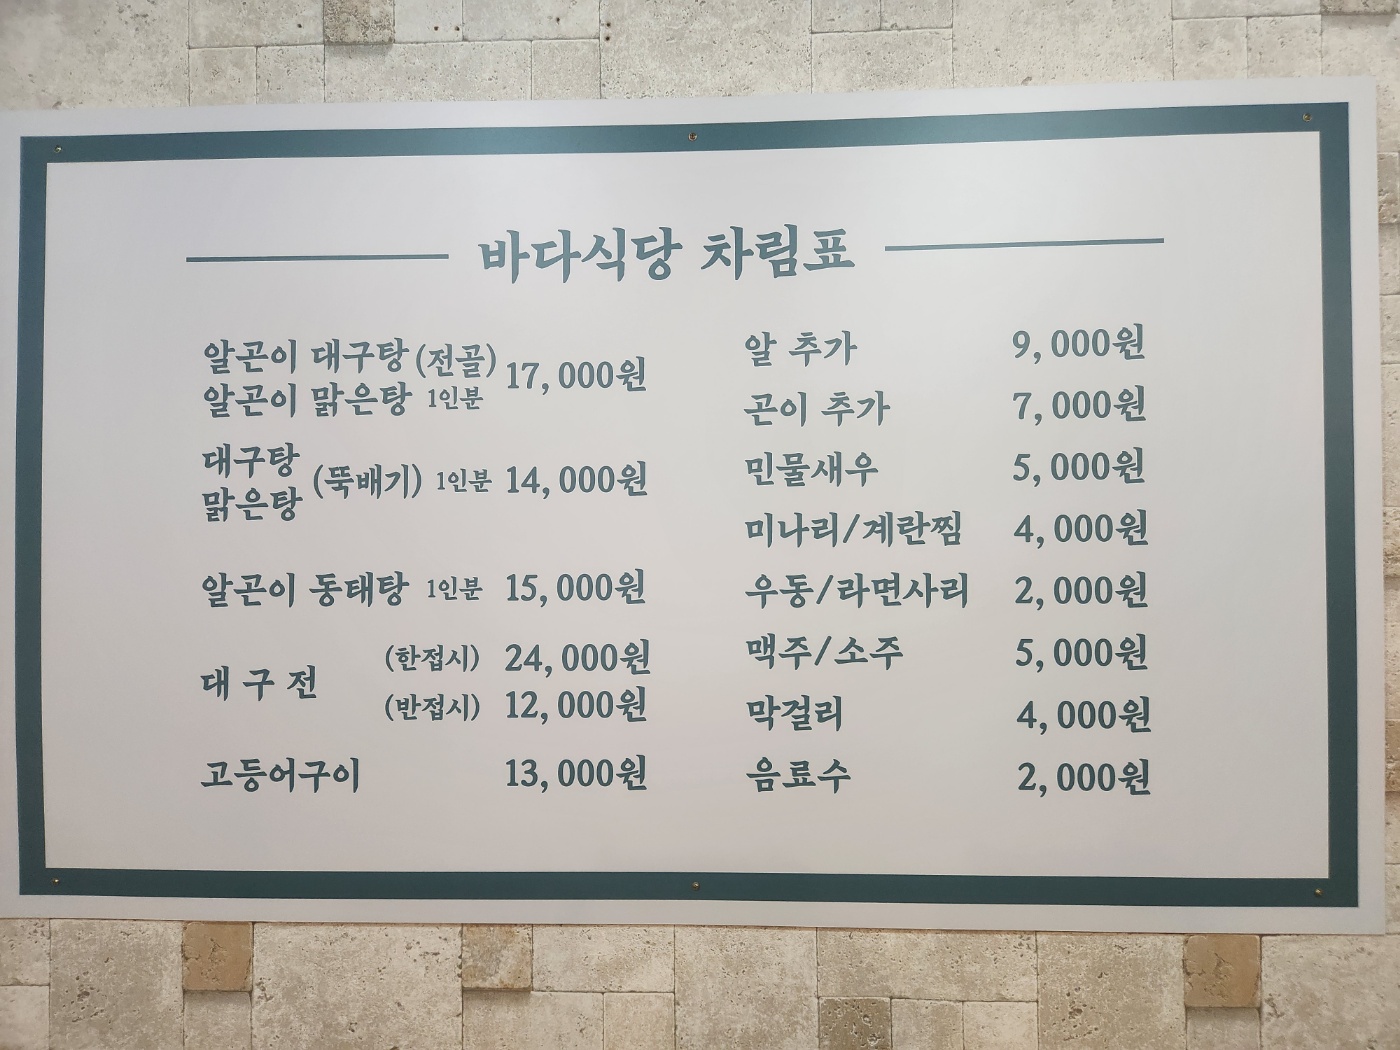 바다식당 차림표
알곤이 대구탕 (전골)
알곤이 맑은탕 1인분 17,000원
대구탕
맑은탕 (뚝배기) 1인분 14,000원
알곤이 동태탕 1인분 15,000원
대구전 (한접시) 24,000원
(반접시) 12,000원
고등어구이 13,000원
알 추가 9,000원
곤이 추가 7,000원
민물새우 5,000원
미나리/계란찜 4,000원
우동/라면사리 2,000원
맥주/소주 5,000원
막걸리 4,000원
음료수 2,000원